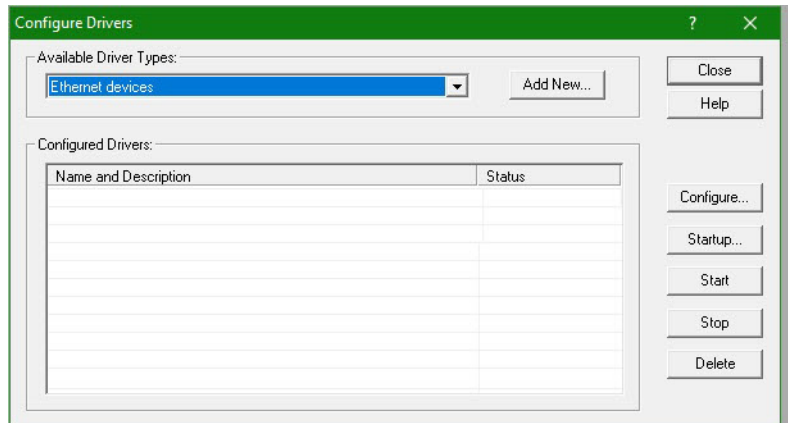 Configure Drivers
?
Available Driver Types:
Ethernet devices
Add New...
Close
Help
Configured Drivers:
Name and Description
Status
Configure...
Startup...
Start
Stop
Delete